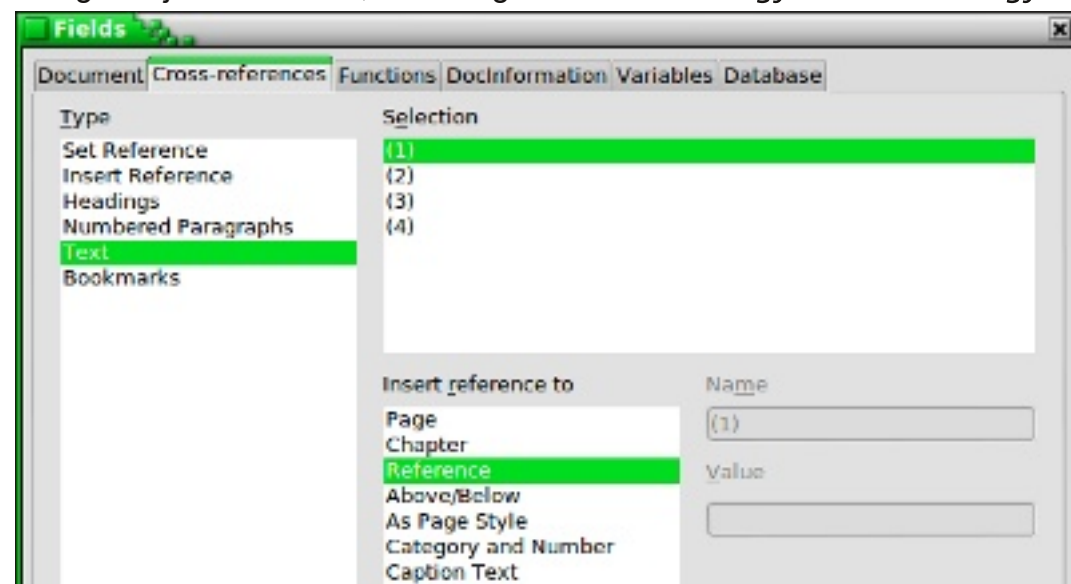 Fields
Document Cross-references Functions DocInformation Variables Database
Type
Set Reference
Insert Reference
Headings
Numbered Paragraphs
Text
Bookmarks
Selection
(1)
(2)
(3)
(4)
Insert reference to
Page
Chapter
Reference
Above/Below
As Page Style
Category and Number
Caption Text
Name
(1)
Value